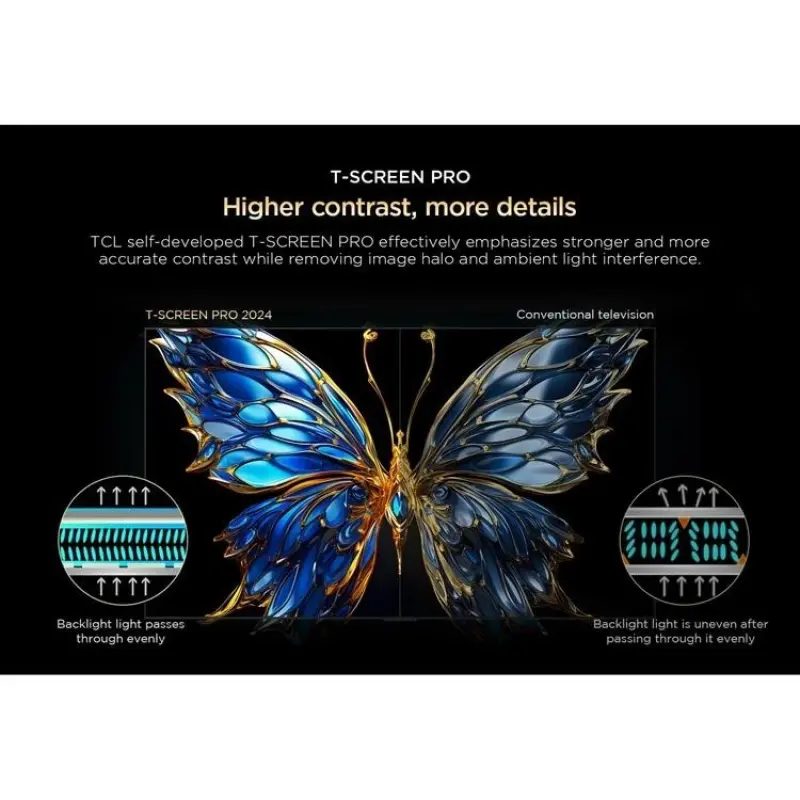 T-SCREEN PRO
Higher contrast, more details
TCL self-developed T-SCREEN PRO effectively emphasizes stronger and more
accurate contrast while removing image halo and ambient light interference.
T-SCREEN PRO 2024
Conventional television
Backlight light passes
through evenly
Backlight light is uneven after
passing through it evenly